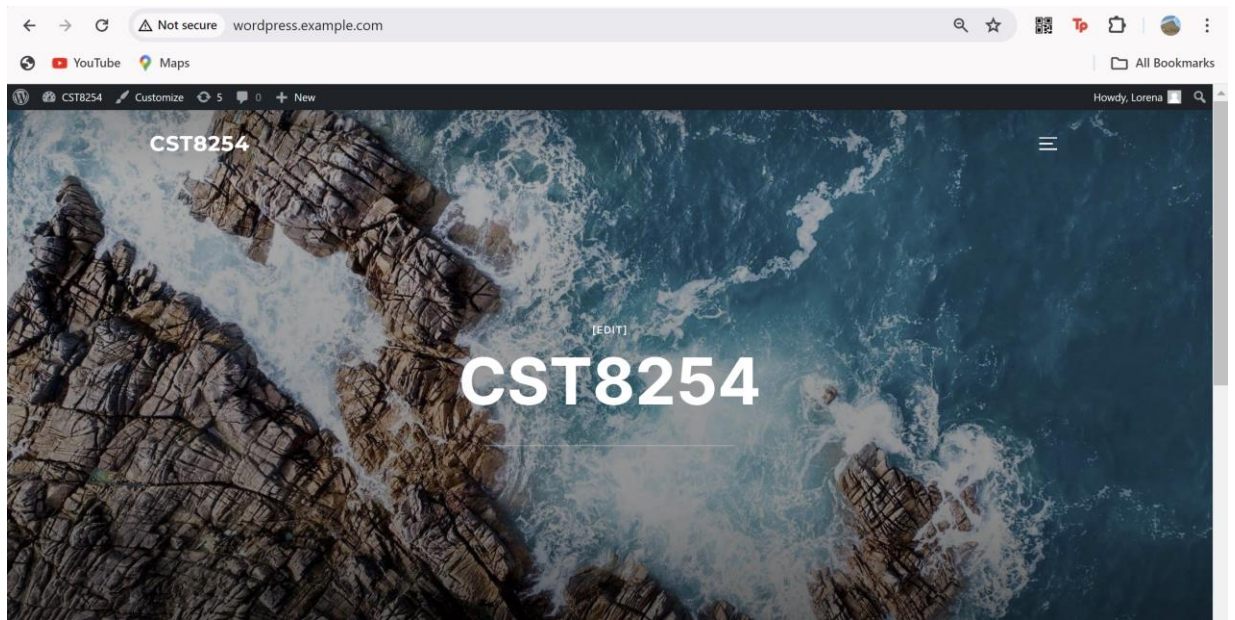 Not secure wordpress.example.com
YouTube Maps All Bookmarks
CST8254 Customize 5 0 New Howdy, Lorena
CST8254
[EDIT]
CST8254